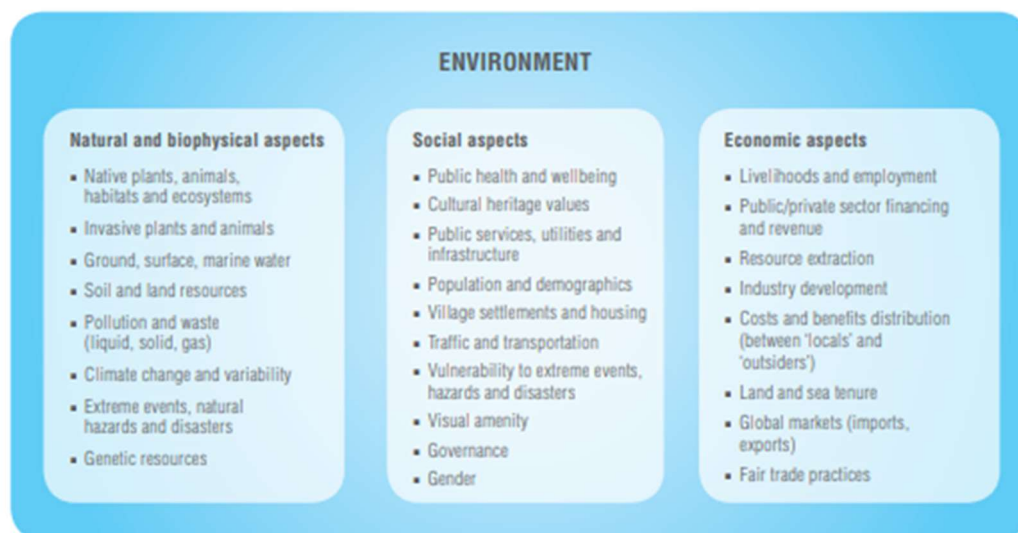 ENVIRONMENT
Natural and biophysical aspects
▪ Native plants, animals,
habitats and ecosystems
▪ Invasive plants and animals
▪ Ground, surface, marine water
▪ Soil and land resources
▪ Pollution and waste
(liquid, solid, gas)
▪ Climate change and variability
▪ Extreme events, natural
hazards and disasters
▪ Genetic resources
Social aspects
▪ Public health and wellbeing
▪ Cultural heritage values
▪ Public services, utilities and
infrastructure
▪ Population and demographics
▪ Village settlements and housing
▪ Traffic and transportation
▪ Vulnerability to extreme events,
hazards and disasters
▪ Visual amenity
▪ Governance
▪ Gender
Economic aspects
▪ Livelihoods and employment
▪ Public/private sector financing
and revenue
▪ Resource extraction
▪ Industry development
▪ Costs and benefits distribution
(between ‘locals’ and
‘outsiders’)
▪ Land and sea tenure
▪ Global markets (imports,
exports)
▪ Fair trade practices